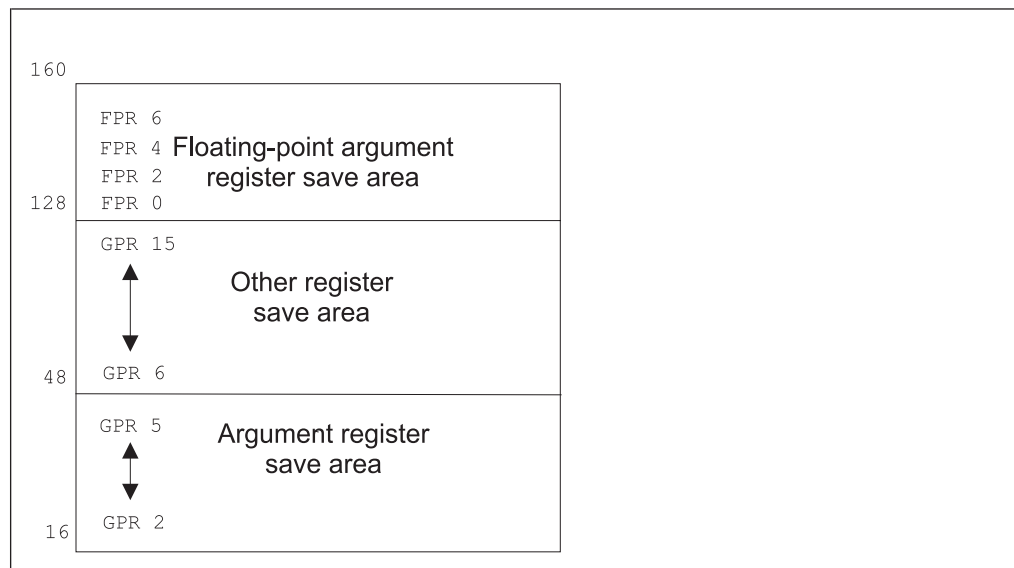 160
FPR 6
FPR 4 Floating-point argument
FPR 2 register save area
128 FPR 0
GPR 15
Other register
save area
48 GPR 6
GPR 5
Argument register
save area
GPR 2
16